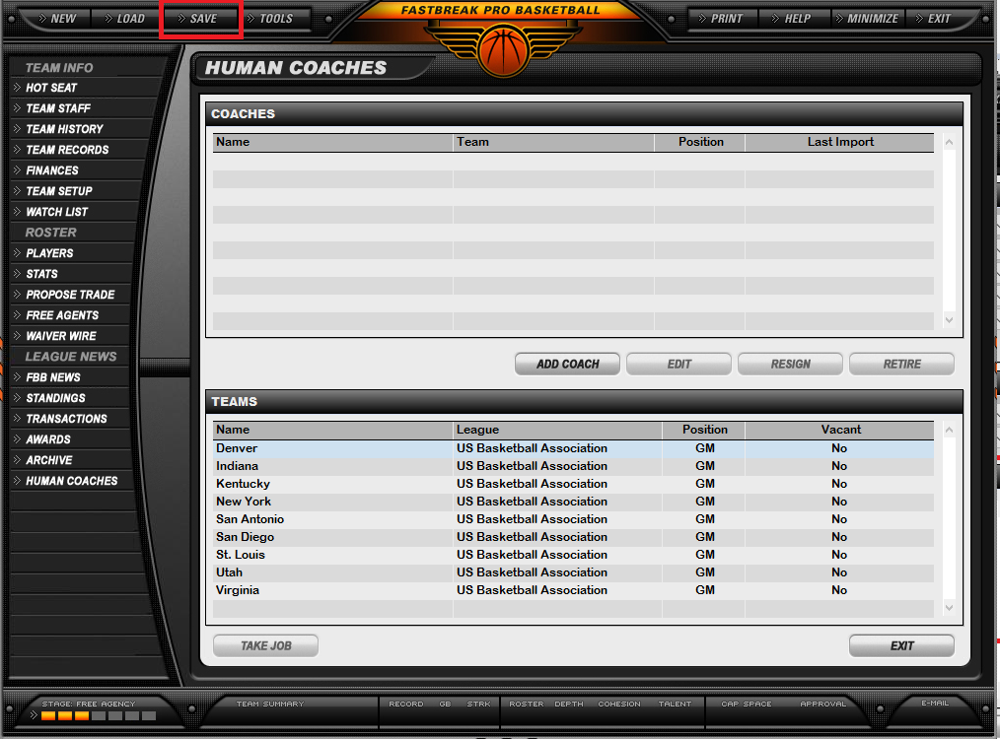 NEW LOAD SAVE TOOLS FASTBREAK PRO BASKETBALL PRINT HELP MINIMIZE EXIT
TEAM INFO
HOT SEAT
TEAM STAFF
TEAM HISTORY
TEAM RECORDS
FINANCES
TEAM SETUP
WATCH LIST
ROSTER
PLAYERS
STATS
PROPOSE TRADE
FREE AGENTS
WAIVER WIRE
LEAGUE NEWS
FBB NEWS
STANDINGS
TRANSACTIONS
AWARDS
ARCHIVE
HUMAN COACHES
HUMAN COACHES
COACHES
Name Team Position Last Import
ADD COACH EDIT RESIGN RETIRE
TEAMS
Name League Position Vacant
Denver US Basketball Association GM No
Indiana US Basketball Association GM No
Kentucky US Basketball Association GM No
New York US Basketball Association GM No
San Antonio US Basketball Association GM No
San Diego US Basketball Association GM No
St. Louis US Basketball Association GM No
Utah US Basketball Association GM No
Virginia US Basketball Association GM No
TAKE JOB EXIT
STAGE: FREE AGENCY TEAM SUMMARY RECORD GB STRK ROSTER DEPTH COHESION TALENT CAP SPACE APPROVAL E-MAIL